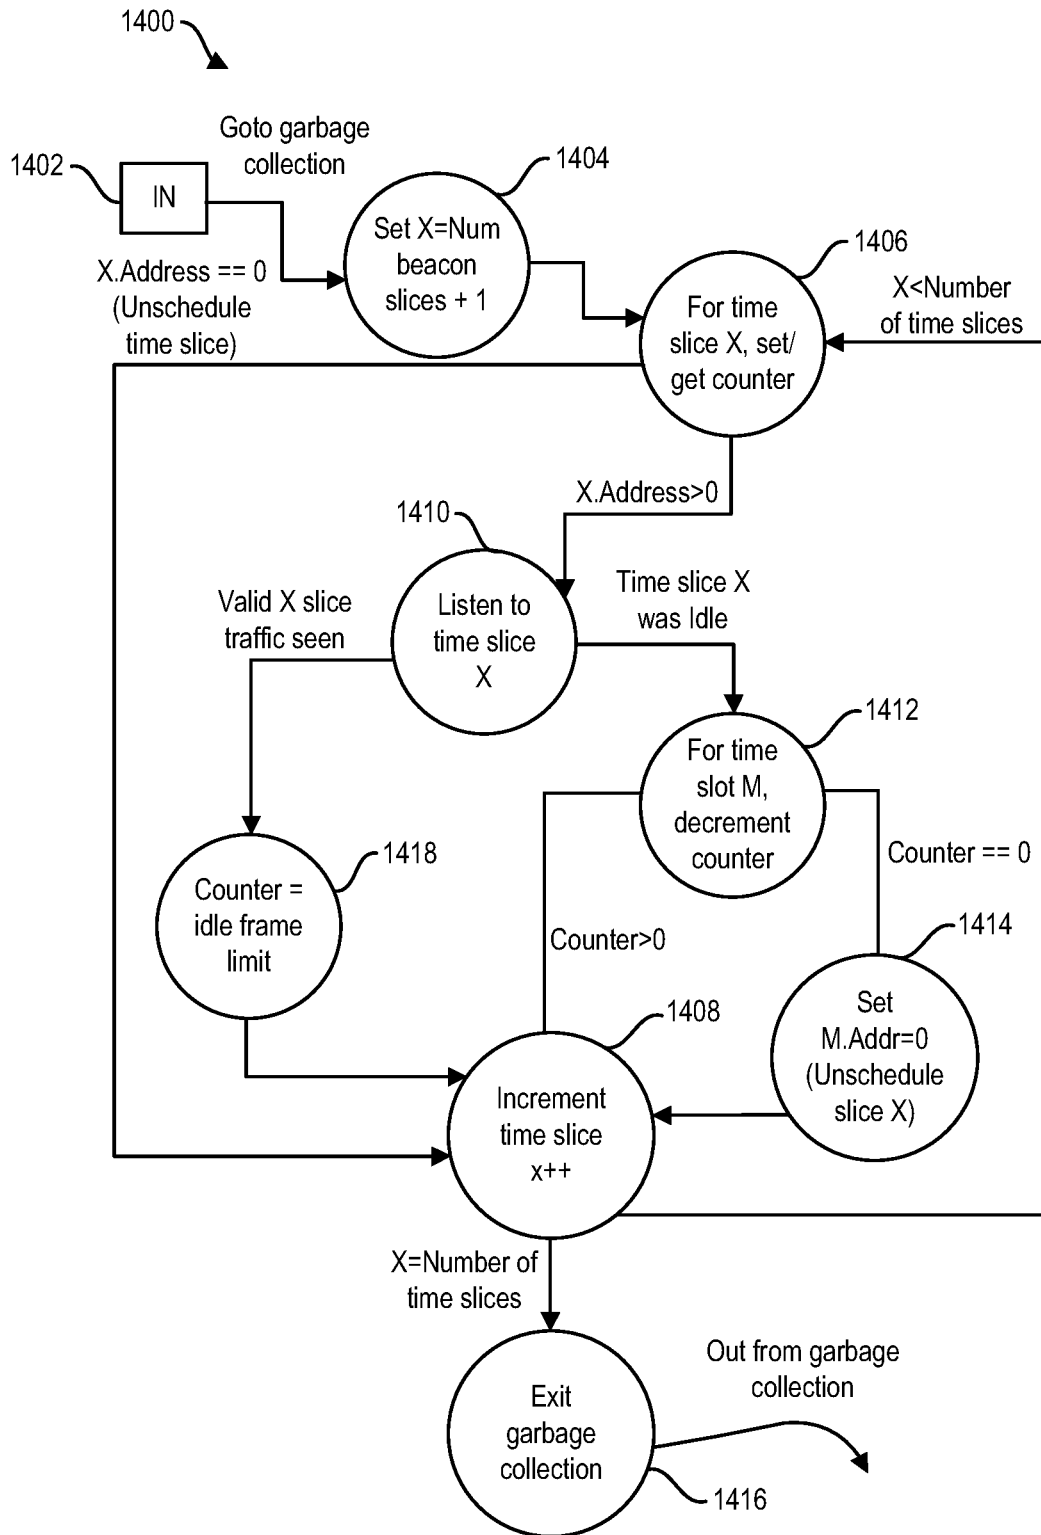 1400
Goto garbage
collection
1402
IN
1404
Set X=Num
beacon
slices + 1
X.Address == 0
(Unschedule
time slice)
1406
For time
slice X, set/
get counter
X<Number
of time slices
X.Address>0
1410
Listen to
time slice
X
Valid X slice
traffic seen
Time slice X
was Idle
1412
For time
slot M,
decrement
counter
Counter == 0
1418
Counter =
idle frame
limit
Counter>0
1414
Set
M.Addr=0
(Unschedule
slice X)
1408
Increment
time slice
x++
X=Number of
time slices
Exit
garbage
collection
Out from garbage
collection
1416